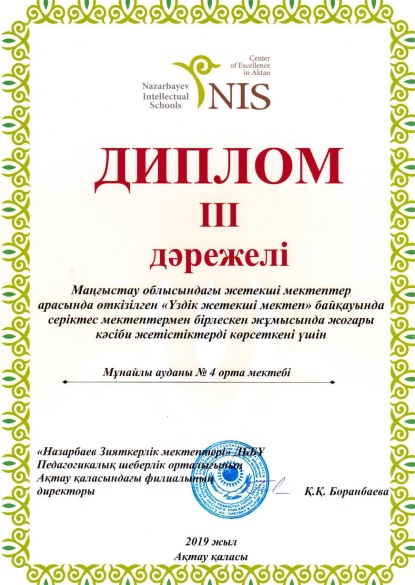 Center
of Excellence
in Aktau
Nazarbayev
Intellectual
Schools
NIS
ДИПЛОМ
III
дәрежелі
Маңғыстау облысындағы жетекші мектептер
арасында өткізілген «Үздік жетекші мектеп» байқауында
серіктес мектептермен бірлескен жұмысында жоғары
кәсіби жетістіктерді көрсеткені үшін
Мұнайлы ауданы № 4 орта мектебі
«Назарбаев Зияткерлік мектептері» ДББҰ
Педагогикалық шеберлік орталығының
Ақтау қаласындағы филиалының
директоры
Қ.Қ. Боранбаева
2019 жыл
Ақтау қаласы